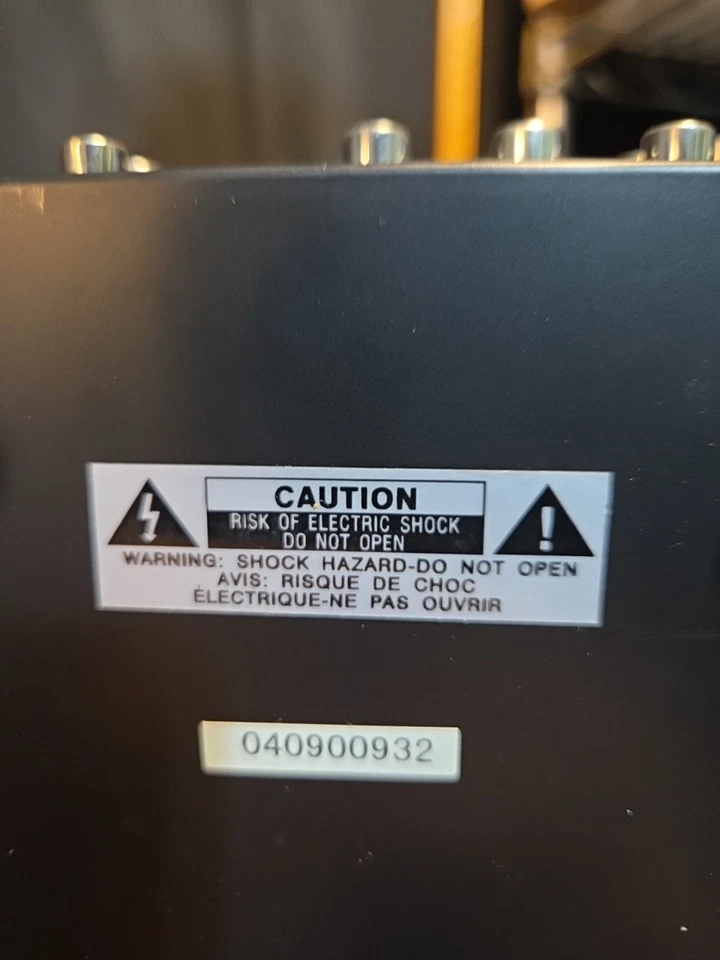 CAUTION
RISK OF ELECTRIC SHOCK
DO NOT OPEN
WARNING: SHOCK HAZARD-DO NOT OPEN
AVIS: RISQUE DE CHOC
ÉLECTRIQUE-NE PAS OUVRIR
040900932